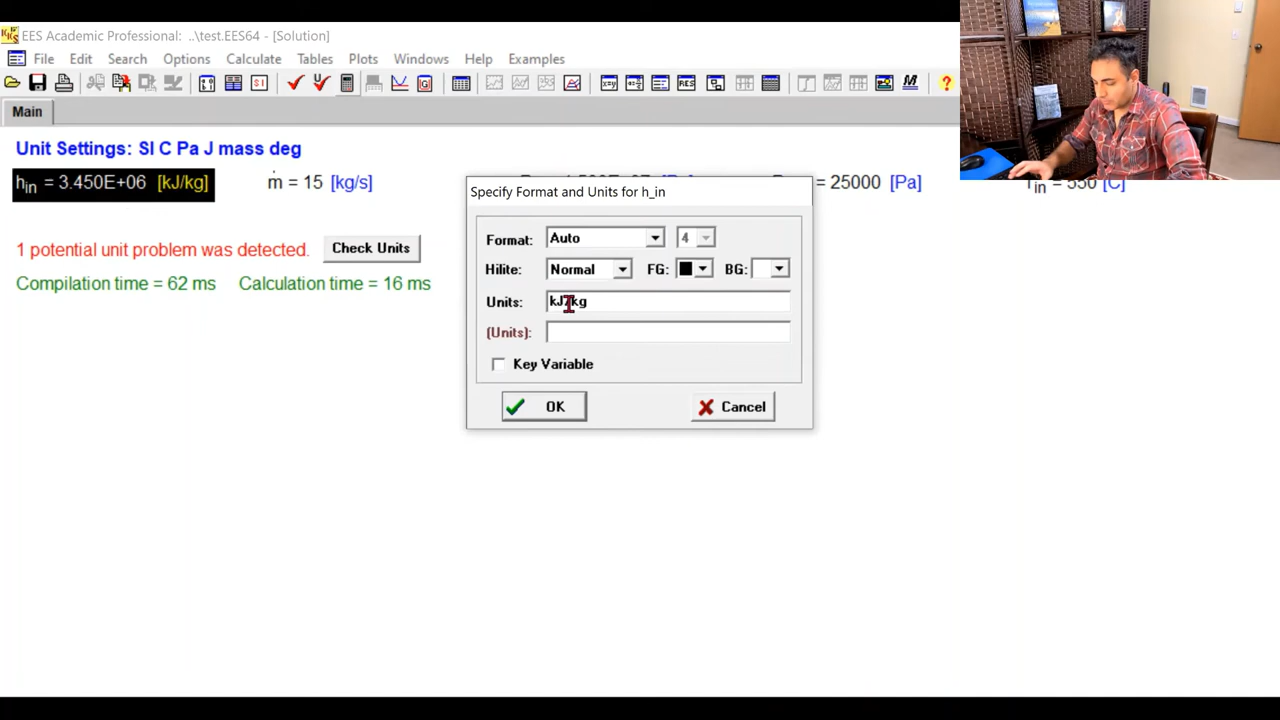 EES Academic Professional: ..\test.EES64 - [Solution]
File Edit Search Options Calculate Tables Plots Windows Help Examples
Main
Unit Settings: SI C Pa J mass deg
h in = 3.450E+06 [kJ/kg] ṁ = 15 [kg/s] = 25000 [Pa] in = 550 [C]
1 potential unit problem was detected. Check Units
Compilation time = 62 ms Calculation time = 16 ms
Specify Format and Units for h_in
Format: Auto 4
Hilite: Normal FG: BG:
Units: kJ/kg
(Units):
Key Variable
OK Cancel